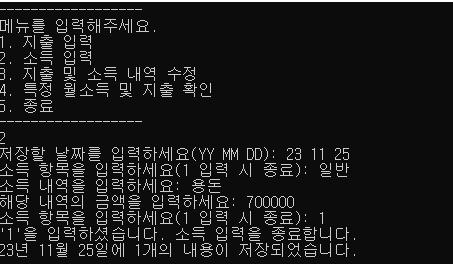 ------------------
메뉴를 입력해주세요.
1. 지출 입력
2. 소득 입력
3. 지출 및 소득 내역 수정
4. 특정 월소득 및 지출 확인
5. 종료
------------------
2
저장할 날짜를 입력하세요(YY MM DD): 23 11 25
소득 항목을 입력하세요(1 입력 시 종료): 일반
소득 내역을 입력하세요: 용돈
해당 내역의 금액을 입력하세요: 700000
소득 항목을 입력하세요(1 입력 시 종료): 1
'1'을 입력하셨습니다. 소득 입력을 종료합니다.
23년 11월 25일에 1개의 내용이 저장되었습니다.